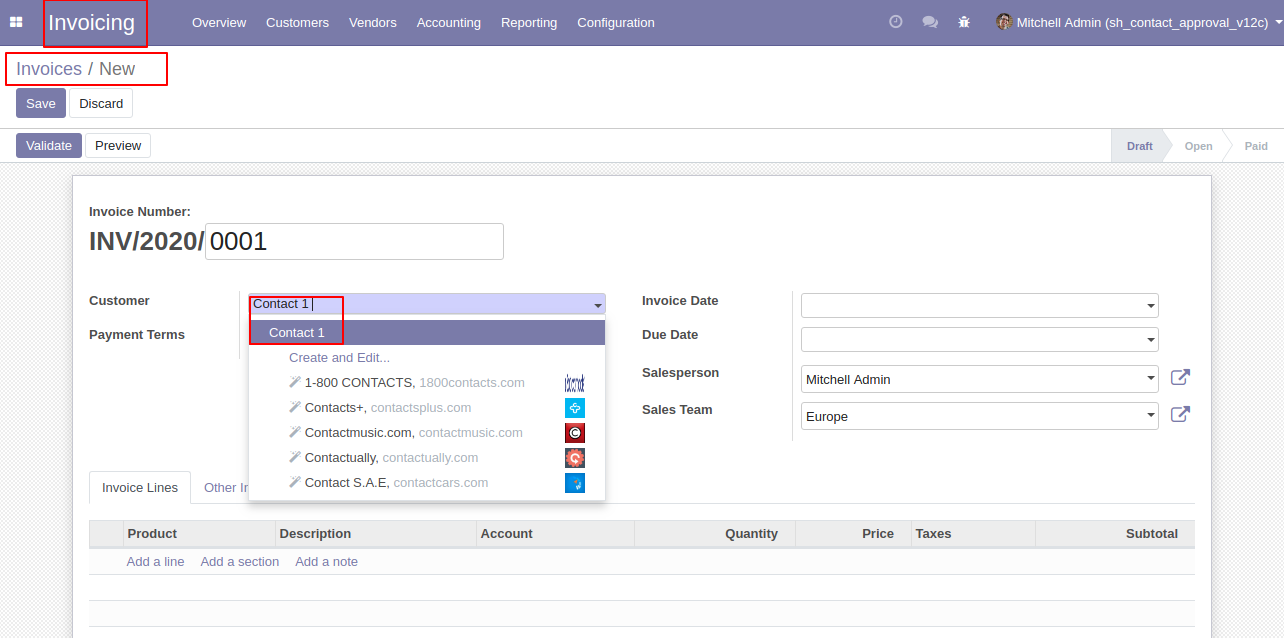 Invoicing Overview Customers Vendors Accounting Reporting Configuration Mitchell Admin (sh_contact_approval_v12c)
Invoices / New
Save Discard
Validate Preview Draft Open Paid
Invoice Number:
INV/2020/ 0001
Customer Contact 1 Invoice Date
Payment Terms Contact 1 Due Date
Create and Edit...
1-800 CONTACTS, 1800contacts.com Salesperson Mitchell Admin
Contacts+, contactsplus.com Sales Team Europe
Contactmusic.com, contactmusic.com
Contactually, contactually.com
Contact S.A.E, contactcars.com
Invoice Lines Other In
Product Description Account Quantity Price Taxes Subtotal
Add a line Add a section Add a note